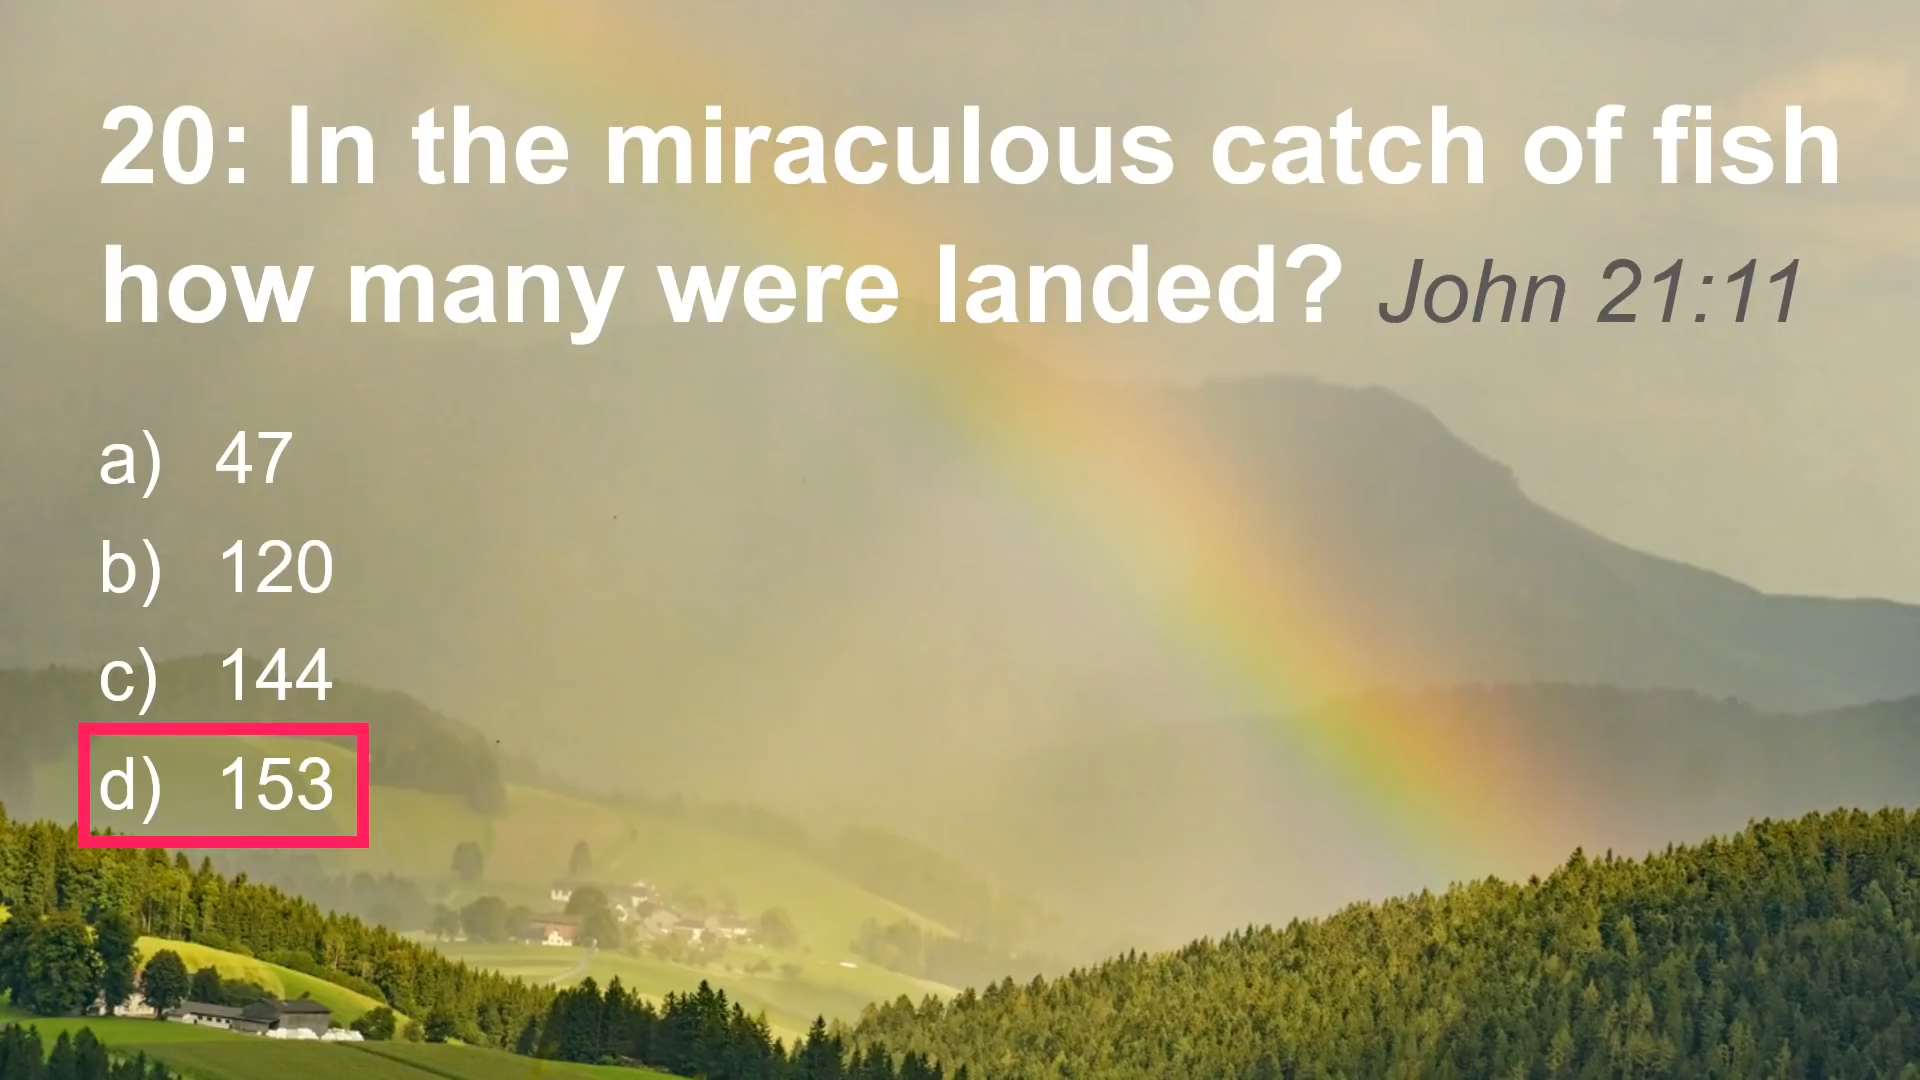 20: In the miraculous catch of fish
how many were landed? John 21:11
a) 47
b) 120
c) 144
d) 153